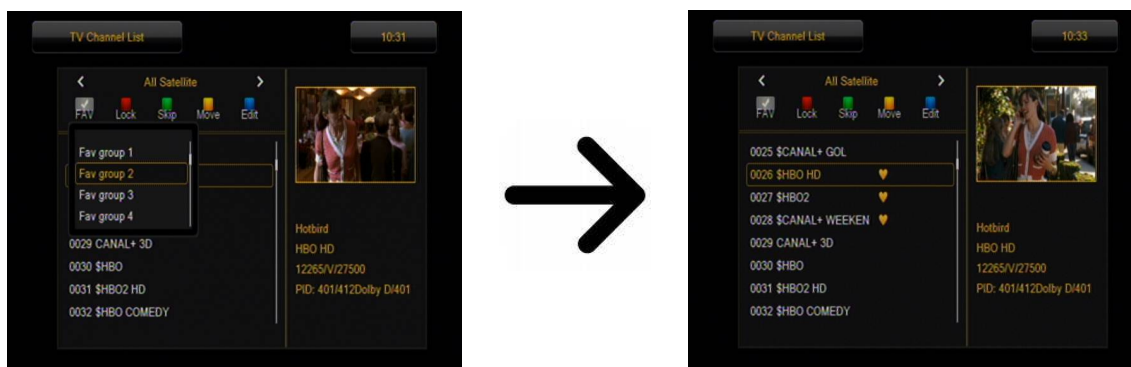 TV Channel List 10:31
All Satellite
FAV Lock Skip Move Edit
Fav group 1
Fav group 2
Fav group 3
Fav group 4
0029 CANAL+ 3D
0030 $HBO
0031 $HBO2 HD
0032 $HBO COMEDY
Hotbird
HBO HD
12265/V/27500
PID: 401/412Dolby D/401
TV Channel List 10:33
All Satellite
FAV Lock Skip Move Edit
0025 $CANAL+ GOL
0026 $HBO HD
0027 $HBO2
0028 $CANAL+ WEEKEN
0029 CANAL+ 3D
0030 $HBO
0031 $HBO2 HD
0032 $HBO COMEDY
Hotbird
HBO HD
12265/V/27500
PID: 401/412Dolby D/401